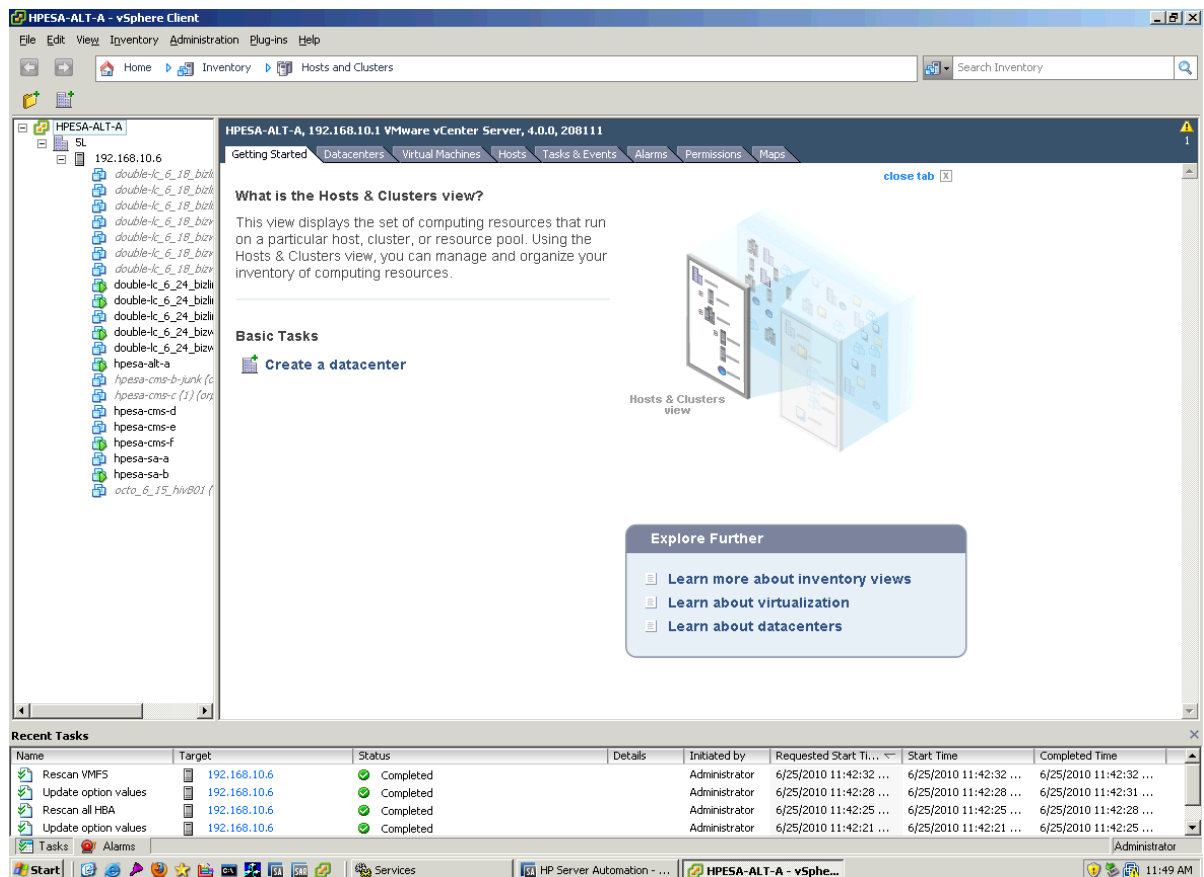 HPESA-ALT-A - vSphere Client
File Edit View Inventory Administration Plug-ins Help
Home Inventory Hosts and Clusters Search Inventory
HPESA-ALT-A
5L
192.168.10.6
double-lc_6_18_bizli
double-lc_6_18_bizli
double-lc_6_18_bizli
double-lc_6_18_bizw
double-lc_6_18_bizw
double-lc_6_18_bizw
double-lc_6_18_bizw
double-lc_6_24_bizlin
double-lc_6_24_bizlin
double-lc_6_24_bizlin
double-lc_6_24_bizw
double-lc_6_24_bizw
hpesa-alt-a
hpesa-cms-b-junk (o
hpesa-cms-c (1) (orp
hpesa-cms-d
hpesa-cms-e
hpesa-cms-f
hpesa-sa-a
hpesa-sa-b
octo_6_15_hivB01 (
HPESA-ALT-A, 192.168.10.1 VMware vCenter Server, 4.0.0, 208111
1
Getting Started Datacenters Virtual Machines Hosts Tasks & Events Alarms Permissions Maps
close tab X
What is the Hosts & Clusters view?
This view displays the set of computing resources that run
on a particular host, cluster, or resource pool. Using the
Hosts & Clusters view, you can manage and organize your
inventory of computing resources.
Basic Tasks
Create a datacenter
Hosts & Clusters
view
Explore Further
Learn more about inventory views
Learn about virtualization
Learn about datacenters
Recent Tasks
Name Target Status Details Initiated by Requested Start Ti... Start Time Completed Time
Rescan VMFS 192.168.10.6 Completed Administrator 6/25/2010 11:42:32 ... 6/25/2010 11:42:32 ... 6/25/2010 11:42:32 ...
Update option values 192.168.10.6 Completed Administrator 6/25/2010 11:42:28 ... 6/25/2010 11:42:28 ... 6/25/2010 11:42:31 ...
Rescan all HBA 192.168.10.6 Completed Administrator 6/25/2010 11:42:25 ... 6/25/2010 11:42:25 ... 6/25/2010 11:42:28 ...
Update option values 192.168.10.6 Completed Administrator 6/25/2010 11:42:21 ... 6/25/2010 11:42:21 ... 6/25/2010 11:42:25 ...
Tasks Alarms Administrator
Start Services HP Server Automation - ... HPESA-ALT-A - vSphe... 11:49 AM